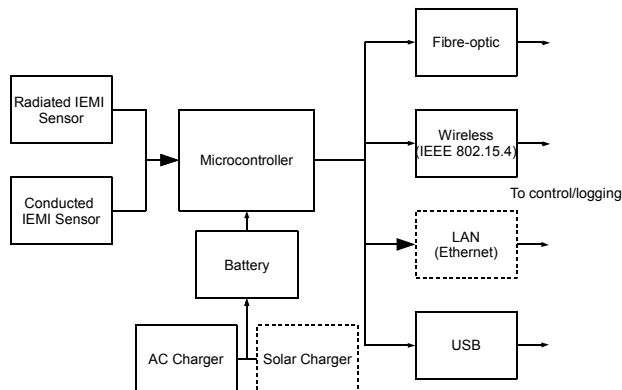 Fibre-optic
Radiated IEMI
Sensor
Microcontroller
Wireless
(IEEE 802.15.4)
To control/logging
Conducted
IEMI Sensor
LAN
(Ethernet)
Battery
AC Charger
Solar Charger
USB